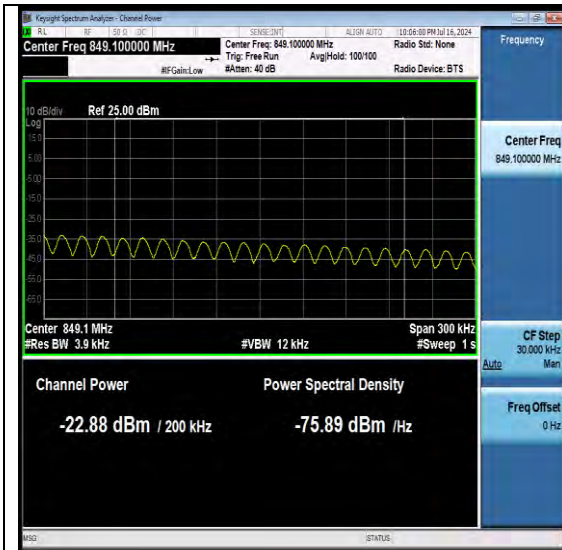 Keysight Spectrum Analyzer - Channel Power
RL RF 50 Ω DC SENSE:INT ALIGN AUTO 10:06:00 PM Jul 16, 2024
Center Freq 849.100000 MHz
Center Freq: 849.100000 MHz Radio Std: None
Trig: Free Run Avg|Hold: 100/100
#IFGain:Low #Atten: 40 dB Radio Device: BTS
Frequency
10 dB/div Ref 25.00 dBm
Log
15.0
5.00
-5.00
-15.0
-25.0
-35.0
-45.0
-55.0
-65.0
Center Freq
849.100000 MHz
Center 849.1 MHz Span 300 kHz
#Res BW 3.9 kHz #VBW 12 kHz #Sweep 1 s
CF Step
30.000 kHz
Auto Man
Channel Power Power Spectral Density
-22.88 dBm / 200 kHz -75.89 dBm /Hz
Freq Offset
0 Hz
MSG STATUS